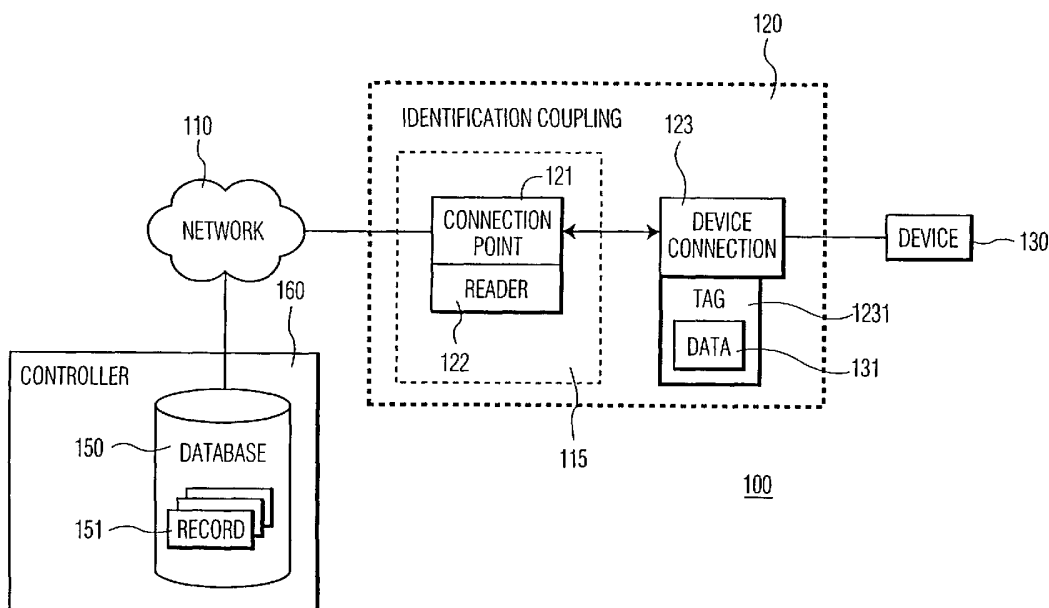 120
IDENTIFICATION COUPLING
110
121
123
NETWORK
CONNECTION
POINT
DEVICE
CONNECTION
DEVICE
130
READER
TAG
1231
160
122
DATA
131
CONTROLLER
115
150
DATABASE
100
151
RECORD